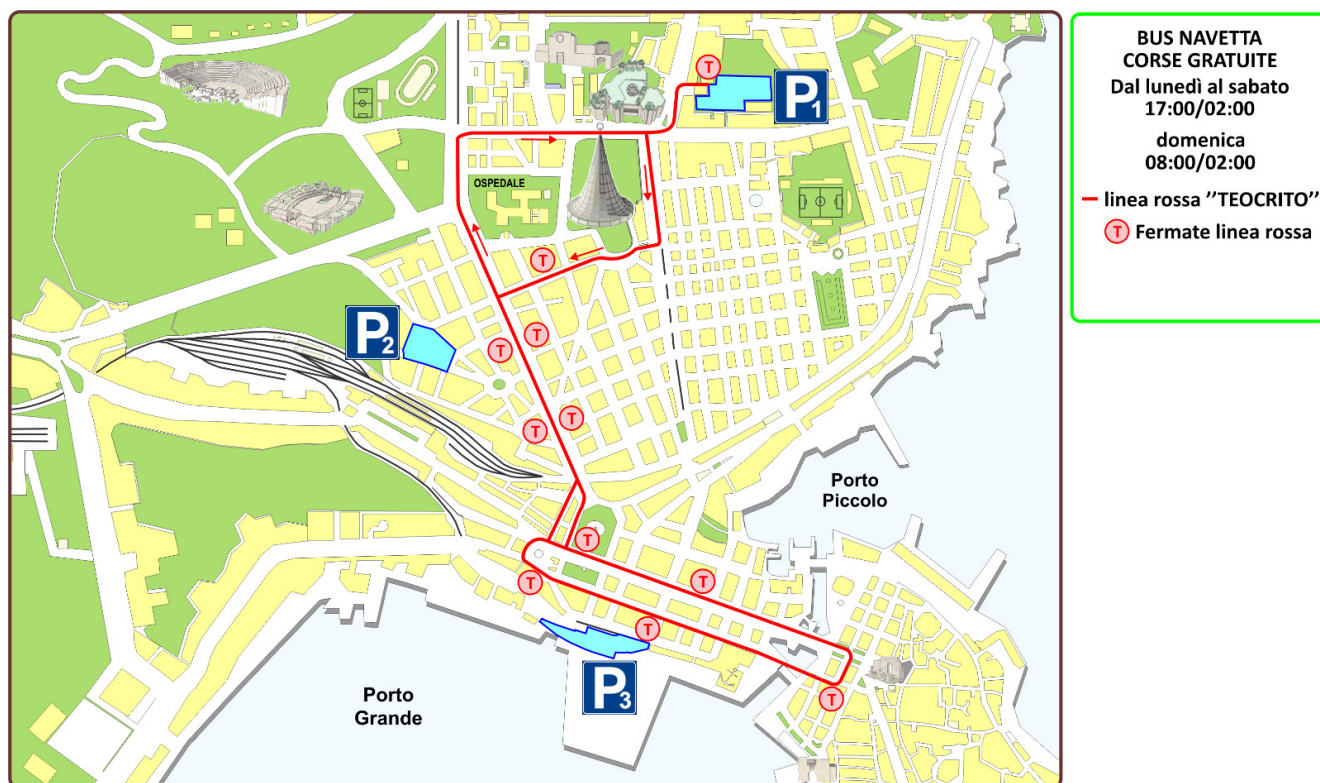 BUS NAVETTA
CORSE GRATUITE
Dal lunedì al sabato
17:00/02:00
domenica
08:00/02:00
linea rossa ’’TEOCRITO’’
T Fermate linea rossa
T
P1
OSPEDALE
T
P2
T
T
T
T
Porto
Piccolo
T
T
T
T
P3
Porto
Grande
T